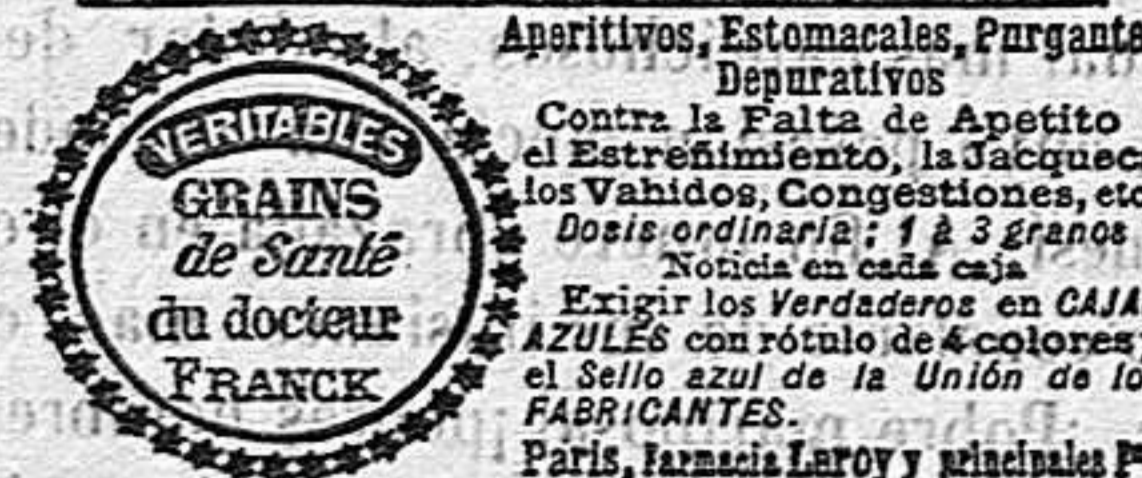 VERITABLES
GRAINS
de Santé
du docteur
FRANCK
Aperitivos, Estomacales, Purgante
Depurativos
Contra la Falta de Apetito
el Estreñimiento, la Jacquec
los Vahidos, Congestiones, etc
Dosis ordinaria : 1 à 3 granos
Noticia en cada caja
Exigir los Verdaderos en CAJA
AZULES con rótulo de 4 colores,
el Sello azul de la Unión de lo
FABRICANTES.
Paris, Farmacia Leroy y principales P